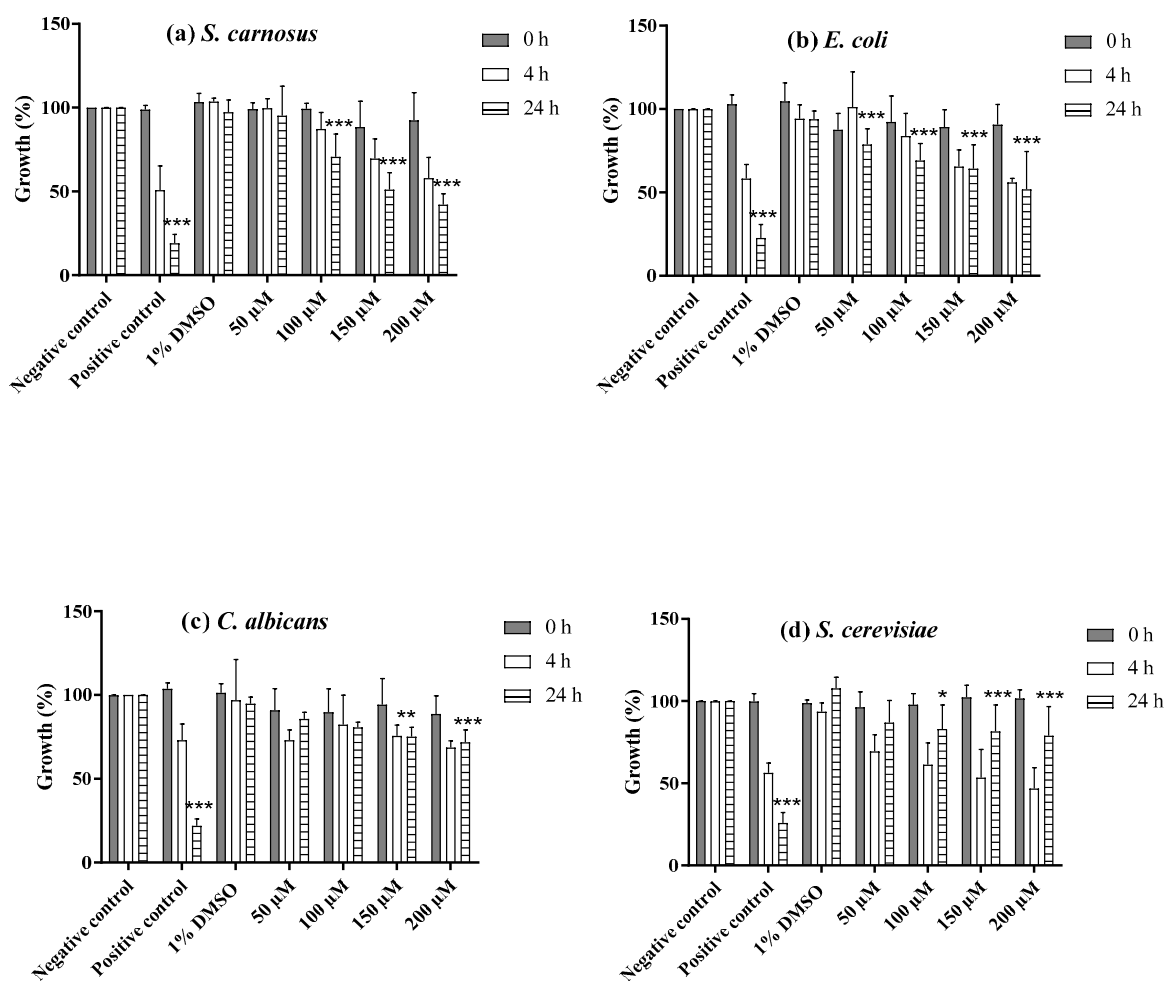 (a) S. carnosus
0 h
4 h
24 h
Growth (%)
150
100
50
0
***
***
***
***
Negative control
Positive control
1% DMSO
50 µM
100 µM
150 µM
200 µM
(b) E. coli
0 h
4 h
24 h
Growth (%)
150
100
50
0
***
***
***
***
***
Negative control
Positive control
1% DMSO
50 µM
100 µM
150 µM
200 µM
(c) C. albicans
0 h
4 h
24 h
Growth (%)
150
100
50
0
***
**
***
Negative control
Positive control
1% DMSO
50 µM
100 µM
150 µM
200 µM
(d) S. cerevisiae
0 h
4 h
24 h
Growth (%)
150
100
50
0
***
*
***
***
Negative control
Positive control
1% DMSO
50 µM
100 µM
150 µM
200 µM